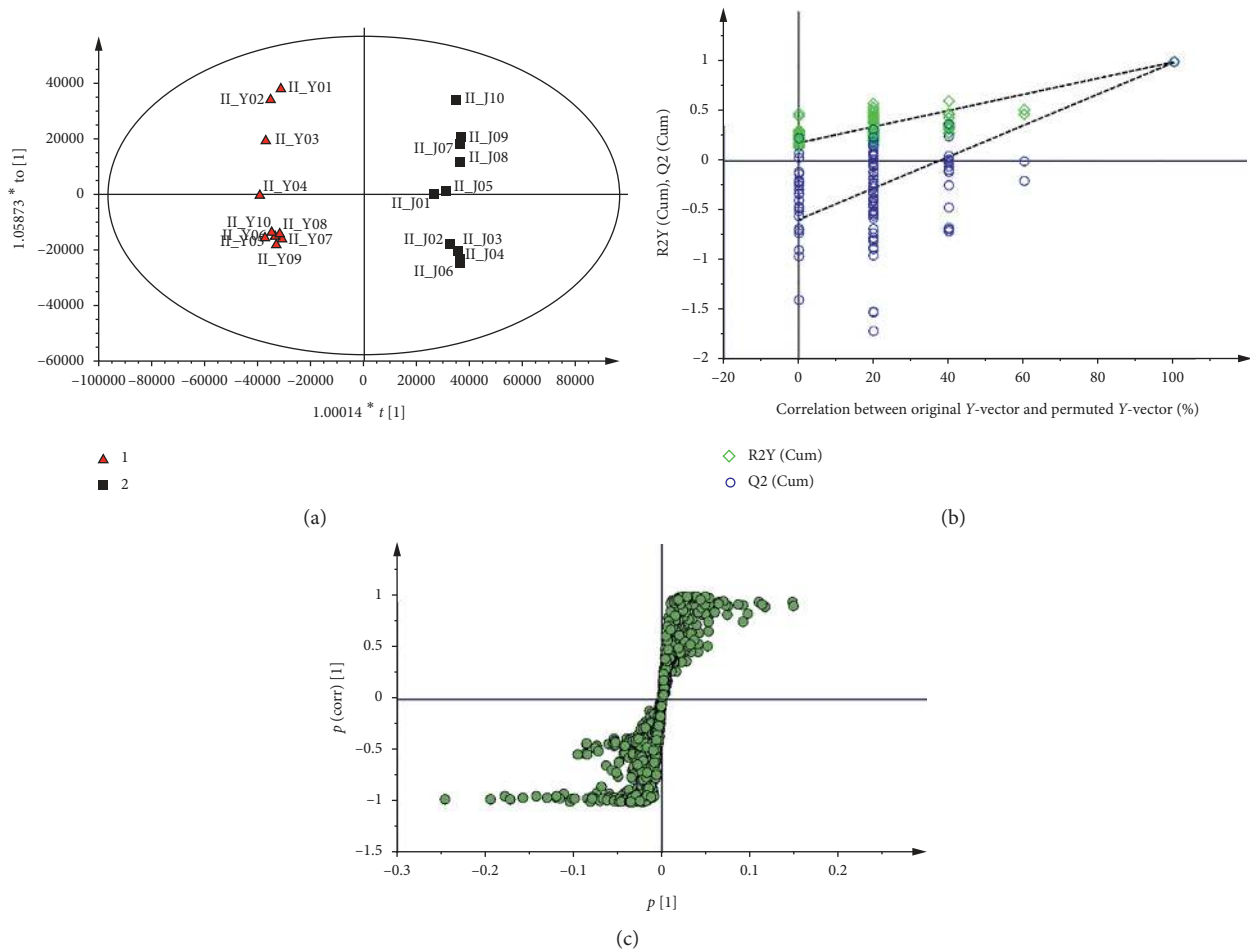 1.05873 * to [1]
40000
20000
0
−20000
−40000
−60000
II_Y01
II_Y02
II_Y03
II_Y04
II_Y10
II_Y08
II_Y06
II_Y05
II_Y07
II_Y09
II_J10
II_J09
II_J07
II_J08
II_J05
II_J01
II_J02
II_J03
II_J04
II_J06
−100000 −80000 −60000 −40000 −20000 0 20000 40000 60000 80000
1.00014 * t [1]
1
2
(a)
R2Y (Cum), Q2 (Cum)
1
0.5
0
−0.5
−1
−1.5
−2
−20 0 20 40 60 80 100
Correlation between original Y-vector and permuted Y-vector (%)
R2Y (Cum)
Q2 (Cum)
(b)
p (corr) [1]
1
0.5
0
−0.5
−1
−1.5
−0.3 −0.2 −0.1 0 0.1 0.2
p [1]
(c)